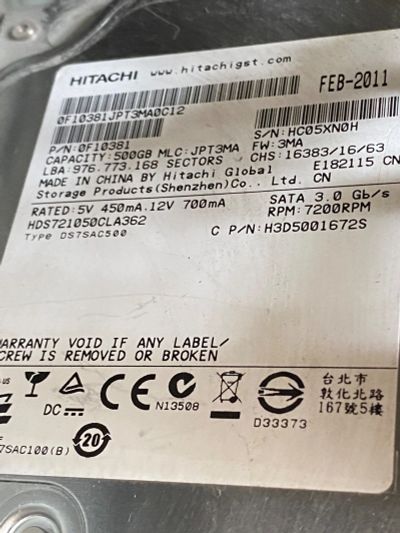 HITACHI www.hitachigst.com
FEB-2011
0F10381JPT3MA0C12
S/N:HC05XN0H
P/N:0F10381
CAPACITY:500GB MLC:JPT3MA FW:3MA
LBA:976,773,168 SECTORS CHS:16383/16/63
MADE IN CHINA BY Hitachi Global E182115 CN
Storage Products(Shenzhen)Co., Ltd. CN
RATED:5V 450mA,12V 700mA SATA 3.0 Gb/s
HDS721050CLA362 RPM:7200RPM
Type DS7SAC500 C P/N:H3D5001672S
ARRANTY VOID IF ANY LABEL/
CREW IS REMOVED OR BROKEN
US
DC
CE
N13508
D33373
台北市
敦化北路
167號5樓
7SAC100(B)
20